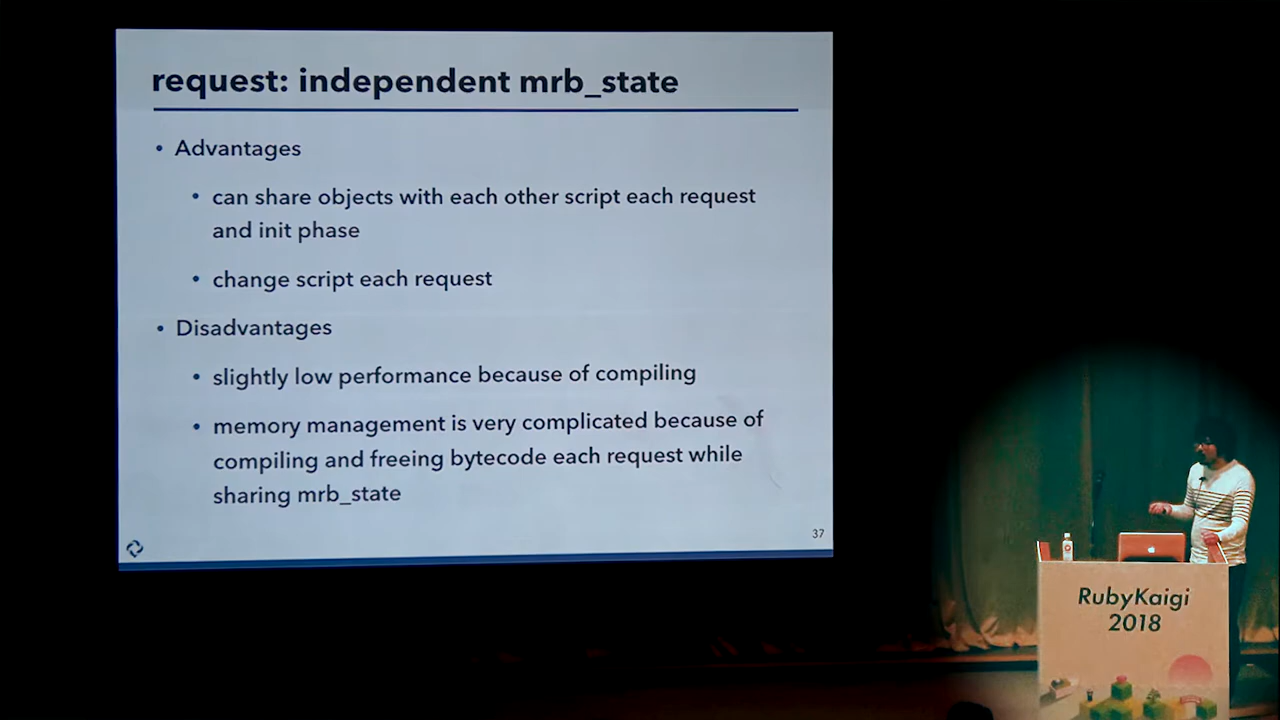 request: independent mrb_state
• Advantages
• can share objects with each other script each request
and init phase
• change script each request
• Disadvantages
• slightly low performance because of compiling
• memory management is very complicated because of
compiling and freeing bytecode each request while
sharing mrb_state
37
RubyKaigi
2018